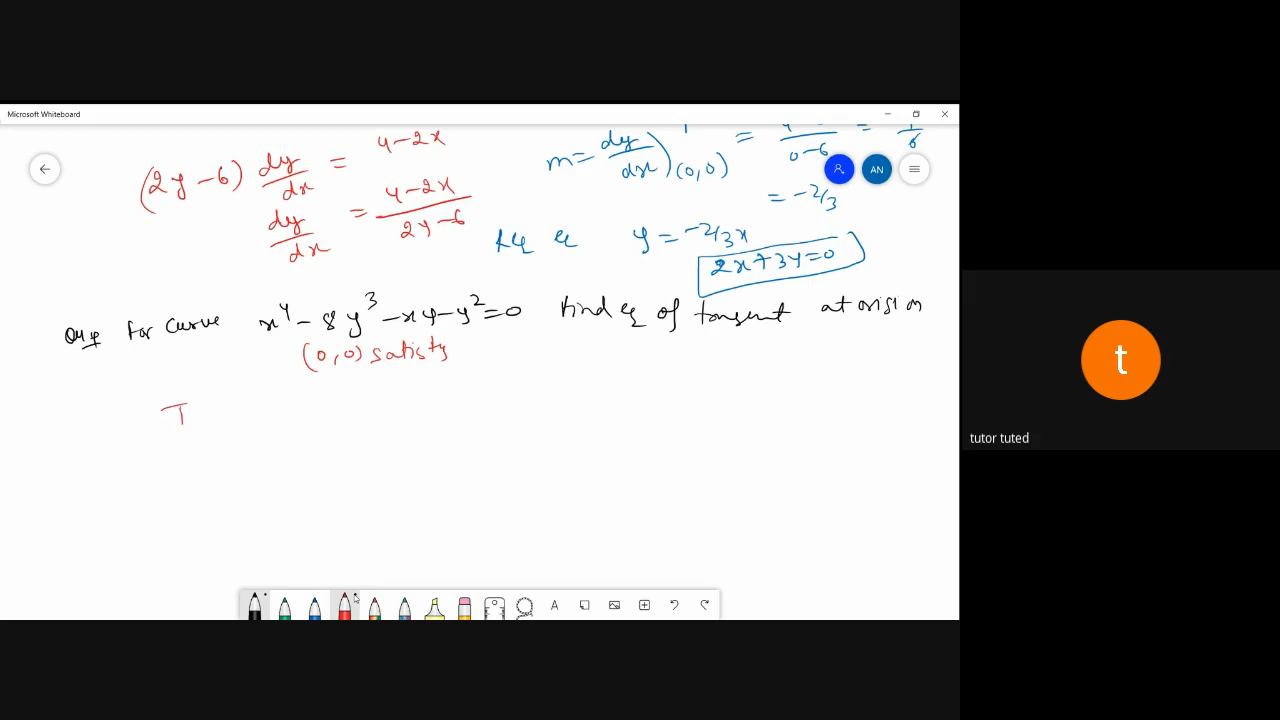 Microsoft Whiteboard
(2y-6) dy/dx = 4-2x
dy/dx = 4-2x / 2y-6
m = dy/dx)(0,0) = / 0-6 =
= -2/3
AN
y = -2/3x
2x+3y=0
For curve x⁴ - 8y³ - xy - y² = 0 find eq of tangent at origin
(0,0) satisfy
T
A
t
tutor tuted